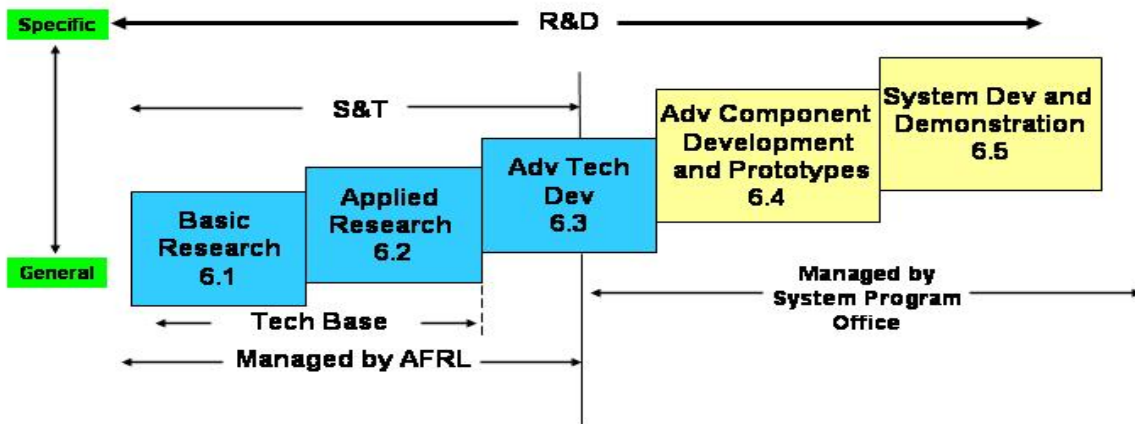 Specific
R&D
S&T
System Dev and
Demonstration
6.5
Adv Component
Development
and Prototypes
6.4
Adv Tech
Dev
6.3
Applied
Research
6.2
Basic
Research
6.1
General
Tech Base
Managed by AFRL
Managed by
System Program
Office